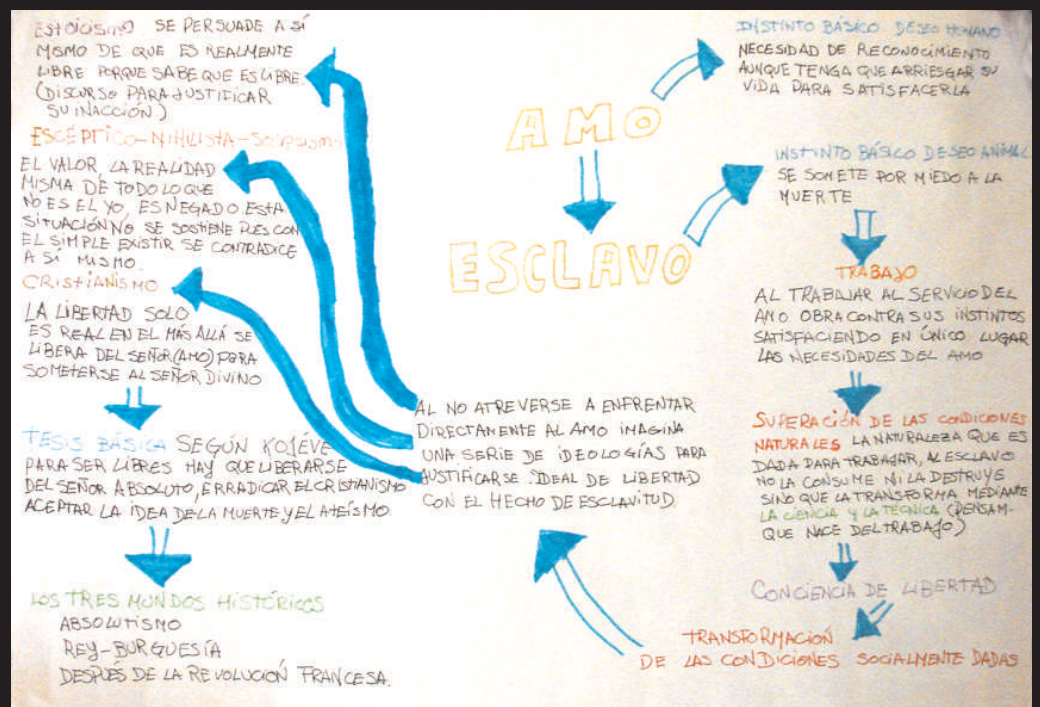 ESTOICISMO SE PERSUADE A SÍ
MISMO DE QUE ES REALMENTE
LIBRE PORQUE SABE QUE ES LIBRE.
(DISCURSO PARA JUSTIFICAR
SU INACCIÓN)
ESCÉPTICO-NIHILISTA-SOLIPSISMO
EL VALOR, LA REALIDAD
MISMA DE TODO LO QUE
NO ES EL YO, ES NEGADO. ESTA
SITUACIÓN NO SE SOSTIENE PUES CON
EL SIMPLE EXISTIR SE CONTRADICE
A SÍ MISMO.
CRISTIANISMO
LA LIBERTAD SOLO
ES REAL EN EL MÁS ALLÁ SE
LIBERA DEL SEÑOR (AMO) PARA
SOMETERSE AL SEÑOR DIVINO
TESIS BÁSICA SEGÚN KOJÉVE
PARA SER LIBRES HAY QUE LIBERARSE
DEL SEÑOR ABSOLUTO, ERRADICAR EL CRISTIANISMO
ACEPTAR LA IDEA DE LA MUERTE Y EL ATEÍSMO
LOS TRES MUNDOS HISTÓRICOS
ABSOLUTISMO
REY-BURGUESÍA
DESPUÉS DE LA REVOLUCIÓN FRANCESA.
AMO
ESCLAVO
AL NO ATREVERSE A ENFRENTAR
DIRECTAMENTE AL AMO IMAGINA
UNA SERIE DE IDEOLOGÍAS PARA
JUSTIFICARSE. IDEAL DE LIBERTAD
CON EL HECHO DE ESCLAVITUD.
INSTINTO BÁSICO DESEO HUMANO
NECESIDAD DE RECONOCIMIENTO
AUNQUE TENGA QUE ARRIESGAR SU
VIDA PARA SATISFACERLA
INSTINTO BÁSICO DESEO ANIMAL
SE SOMETE POR MIEDO A LA
MUERTE
TRABAJO
AL TRABAJAR AL SERVICIO DEL
AMO OBRA CONTRA SUS INSTINTOS
SATISFACIENDO EN ÚNICO LUGAR
LAS NECESIDADES DEL AMO
SUPERACIÓN DE LAS CONDICIONES
NATURALES LA NATURALEZA QUE ES
DADA PARA TRABAJAR, AL ESCLAVO
NO LA CONSUME NI LA DESTRUYE
SINO QUE LA TRANSFORMA MEDIANTE
LA CIENCIA Y LA TÉCNICA (PENSAM-
QUE NACE DEL TRABAJO)
CONCIENCIA DE LIBERTAD
TRANSFORMACIÓN
DE LAS CONDICIONES SOCIALMENTE DADAS